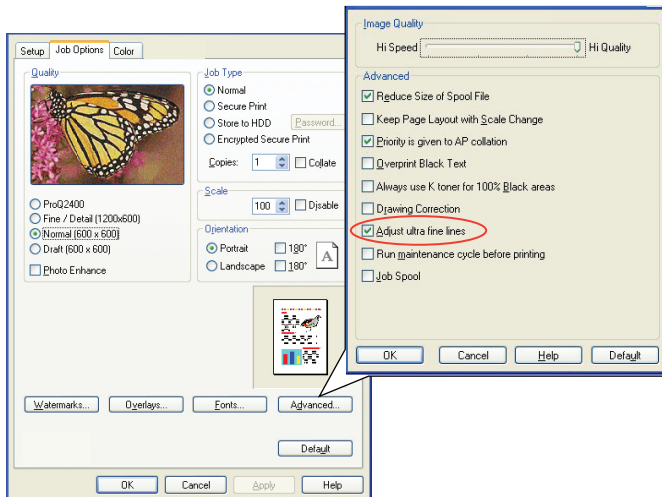 Setup
Job Options
Color
Quality
ProQ2400
Fine / Detail (1200x600)
Normal (600 x 600)
Draft (600 x 600)
Photo Enhance
Job Type
Normal
Secure Print
Store to HDD
Password...
Encrypted Secure Print
Copies:
1
Collate
Scale
100
Disable
Orientation
Portrait
180°
Landscape
180°
A
Watermarks...
Overlays...
Fonts...
Advanced...
Default
OK
Cancel
Apply
Help
Image Quality
Hi Speed
Hi Quality
Advanced
Reduce Size of Spool File
Keep Page Layout with Scale Change
Priority is given to AP collation
Overprint Black Text
Always use K toner for 100% Black areas
Drawing Correction
Adjust ultra fine lines
Run maintenance cycle before printing
Job Spool
OK
Cancel
Help
Default